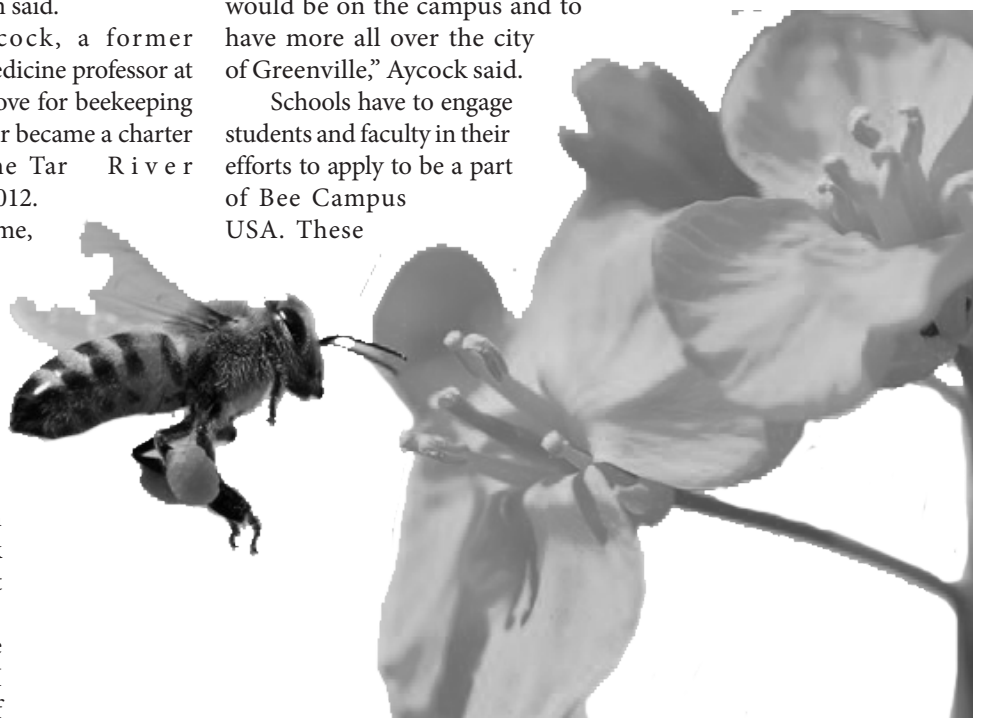 said.
cock, a former
edicine professor at
ove for beekeeping
r became a charter
e Tar River
012.
me,
would be on the campus and to
have more all over the city
of Greenville,” Aycock said.
Schools have to engage
students and faculty in their
efforts to apply to be a part
of Bee Campus
USA. These